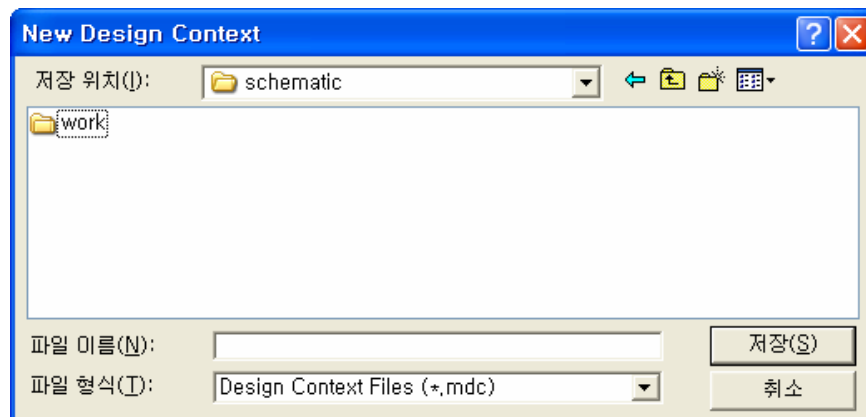 New Design Context
저장 위치(I): schematic
work
파일 이름(N): 저장(S)
파일 형식(T): Design Context Files (*.mdc) 취소